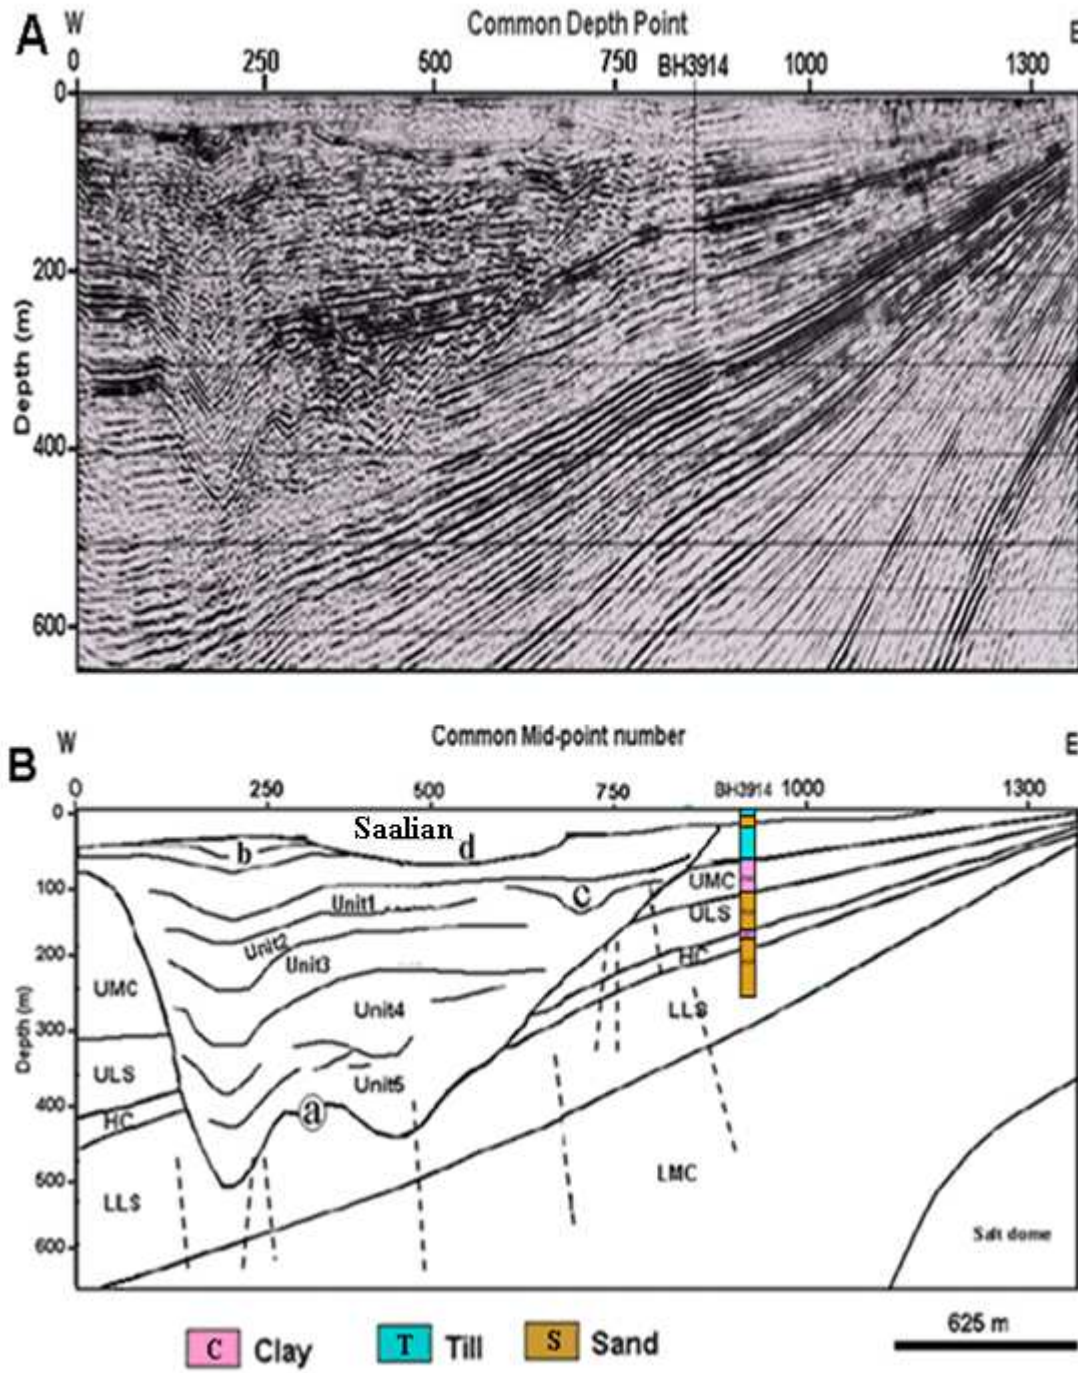 A
W
Common Depth Point
E
0 250 500 750 BH3914 1000 1300
0
200
400
600
Depth (m)
B
W
Common Mid-point number
E
0 250 500 750 BH3914 1000 1300
0
100
200
300
400
500
600
Depth (m)
Saalian
b
d
c
Unit1
Unit2
Unit3
Unit4
Unit5
a
UMC
ULS
HC
LLS
UMC
ULS
HC
LLS
LMC
Salt dome
C Clay
T Till
S Sand
625 m